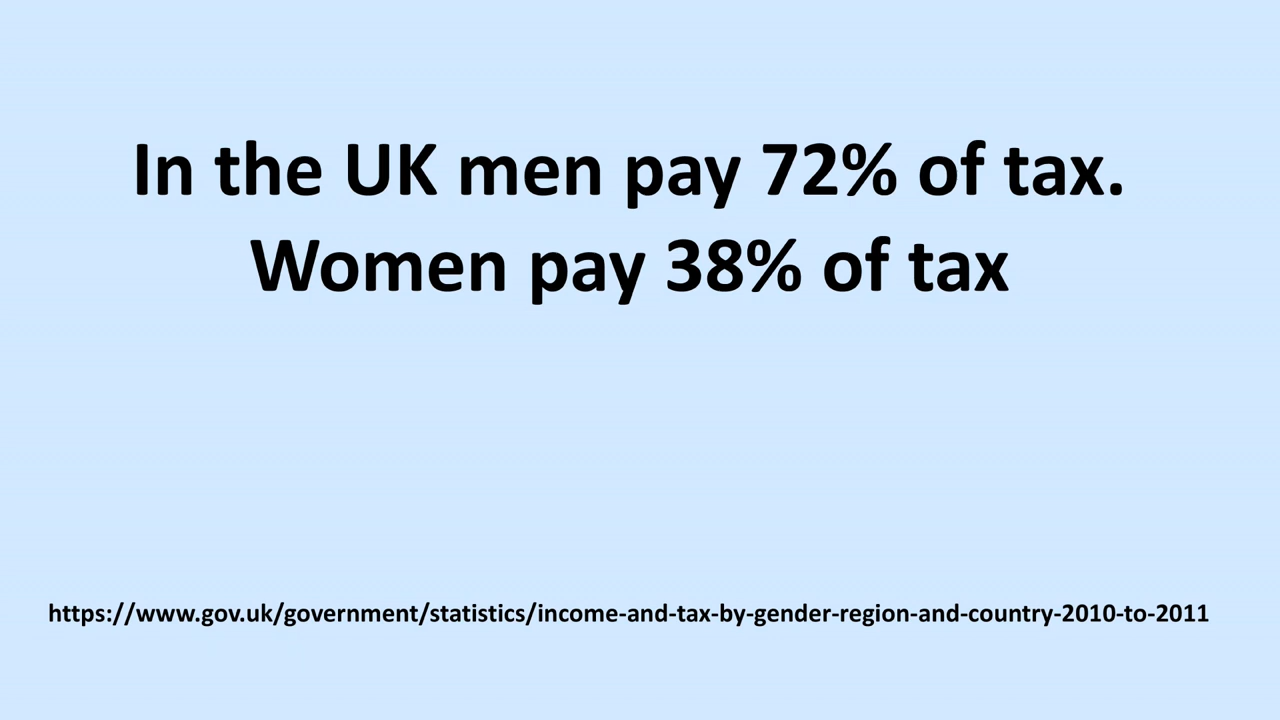 In the UK men pay 72% of tax.
Women pay 38% of tax
https://www.gov.uk/government/statistics/income-and-tax-by-gender-region-and-country-2010-to-2011